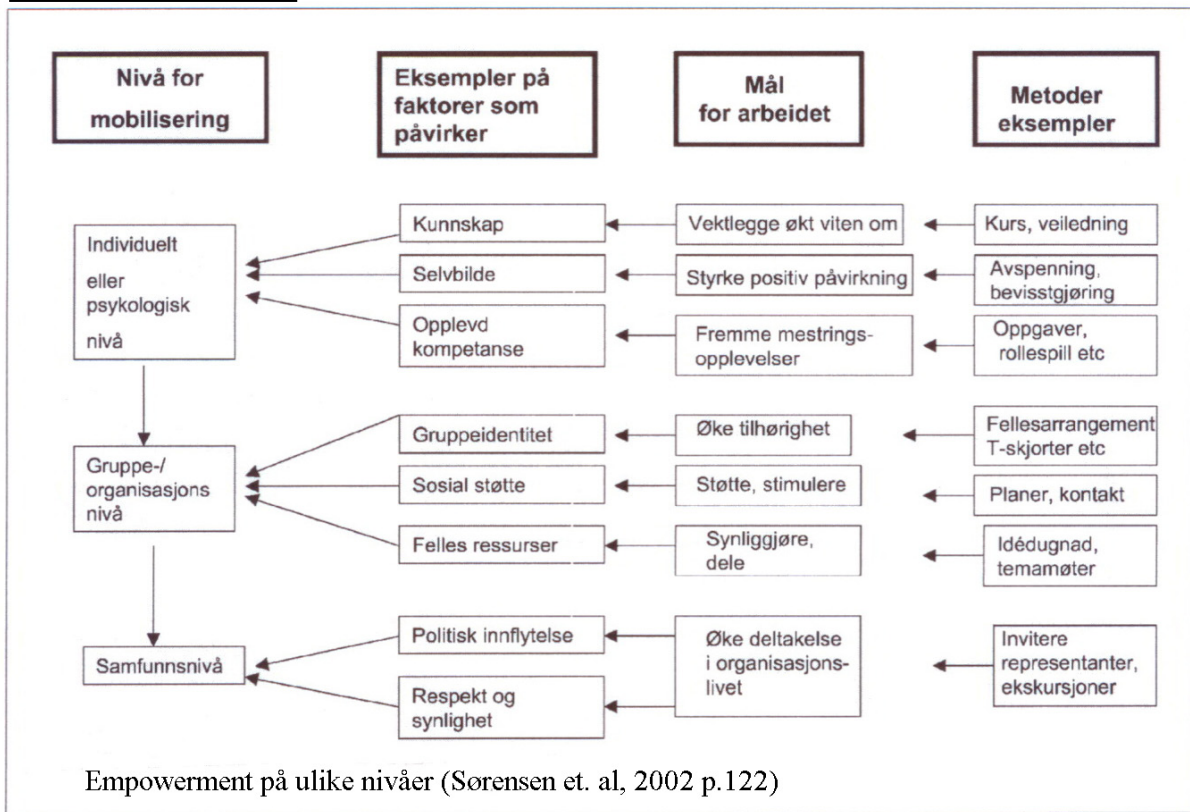 Nivå for
mobilisering
Eksempler på
faktorer som
påvirker
Mål
for arbeidet
Metoder
eksempler
Individuelt
eller
psykologisk
nivå
Kunnskap
Vektlegge økt viten om
Kurs, veiledning
Selvbilde
Styrke positiv påvirkning
Avspenning,
bevisstgjøring
Opplevd
kompetanse
Fremme mestrings-
opplevelser
Oppgaver,
rollespill etc
Gruppe-/
organisasjons
nivå
Gruppeidentitet
Øke tilhørighet
Fellesarrangement
T-skjorter etc
Sosial støtte
Støtte, stimulere
Planer, kontakt
Felles ressurser
Synliggjøre,
dele
Idédugnad,
temamøter
Samfunnsnivå
Politisk innflytelse
Respekt og
synlighet
Øke deltakelse
i organisasjons-
livet
Invitere
representanter,
ekskursjoner
Empowerment på ulike nivåer (Sørensen et. al, 2002 p.122)